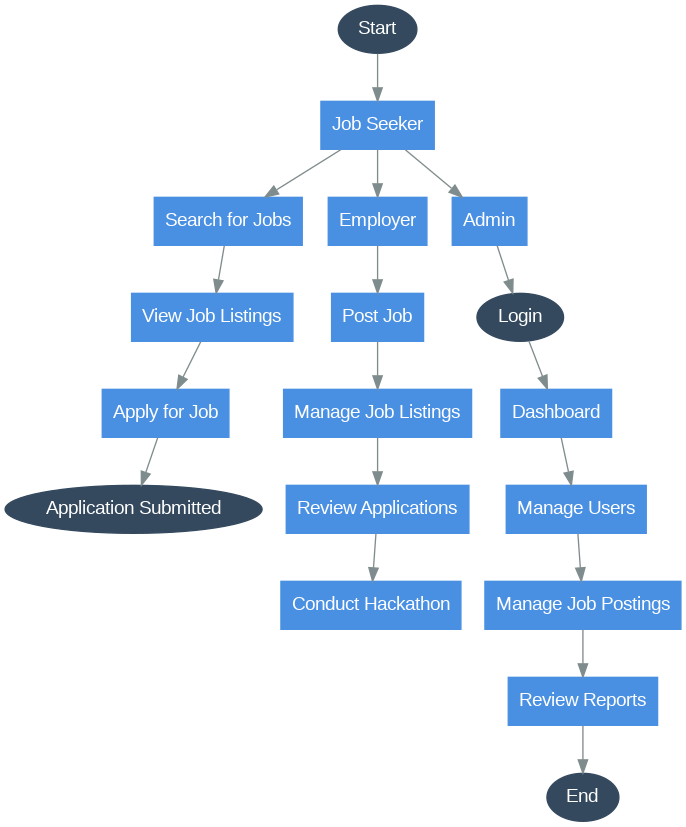 Start
Job Seeker
Search for Jobs
Employer
Admin
View Job Listings
Post Job
Login
Apply for Job
Manage Job Listings
Dashboard
Application Submitted
Review Applications
Manage Users
Conduct Hackathon
Manage Job Postings
Review Reports
End